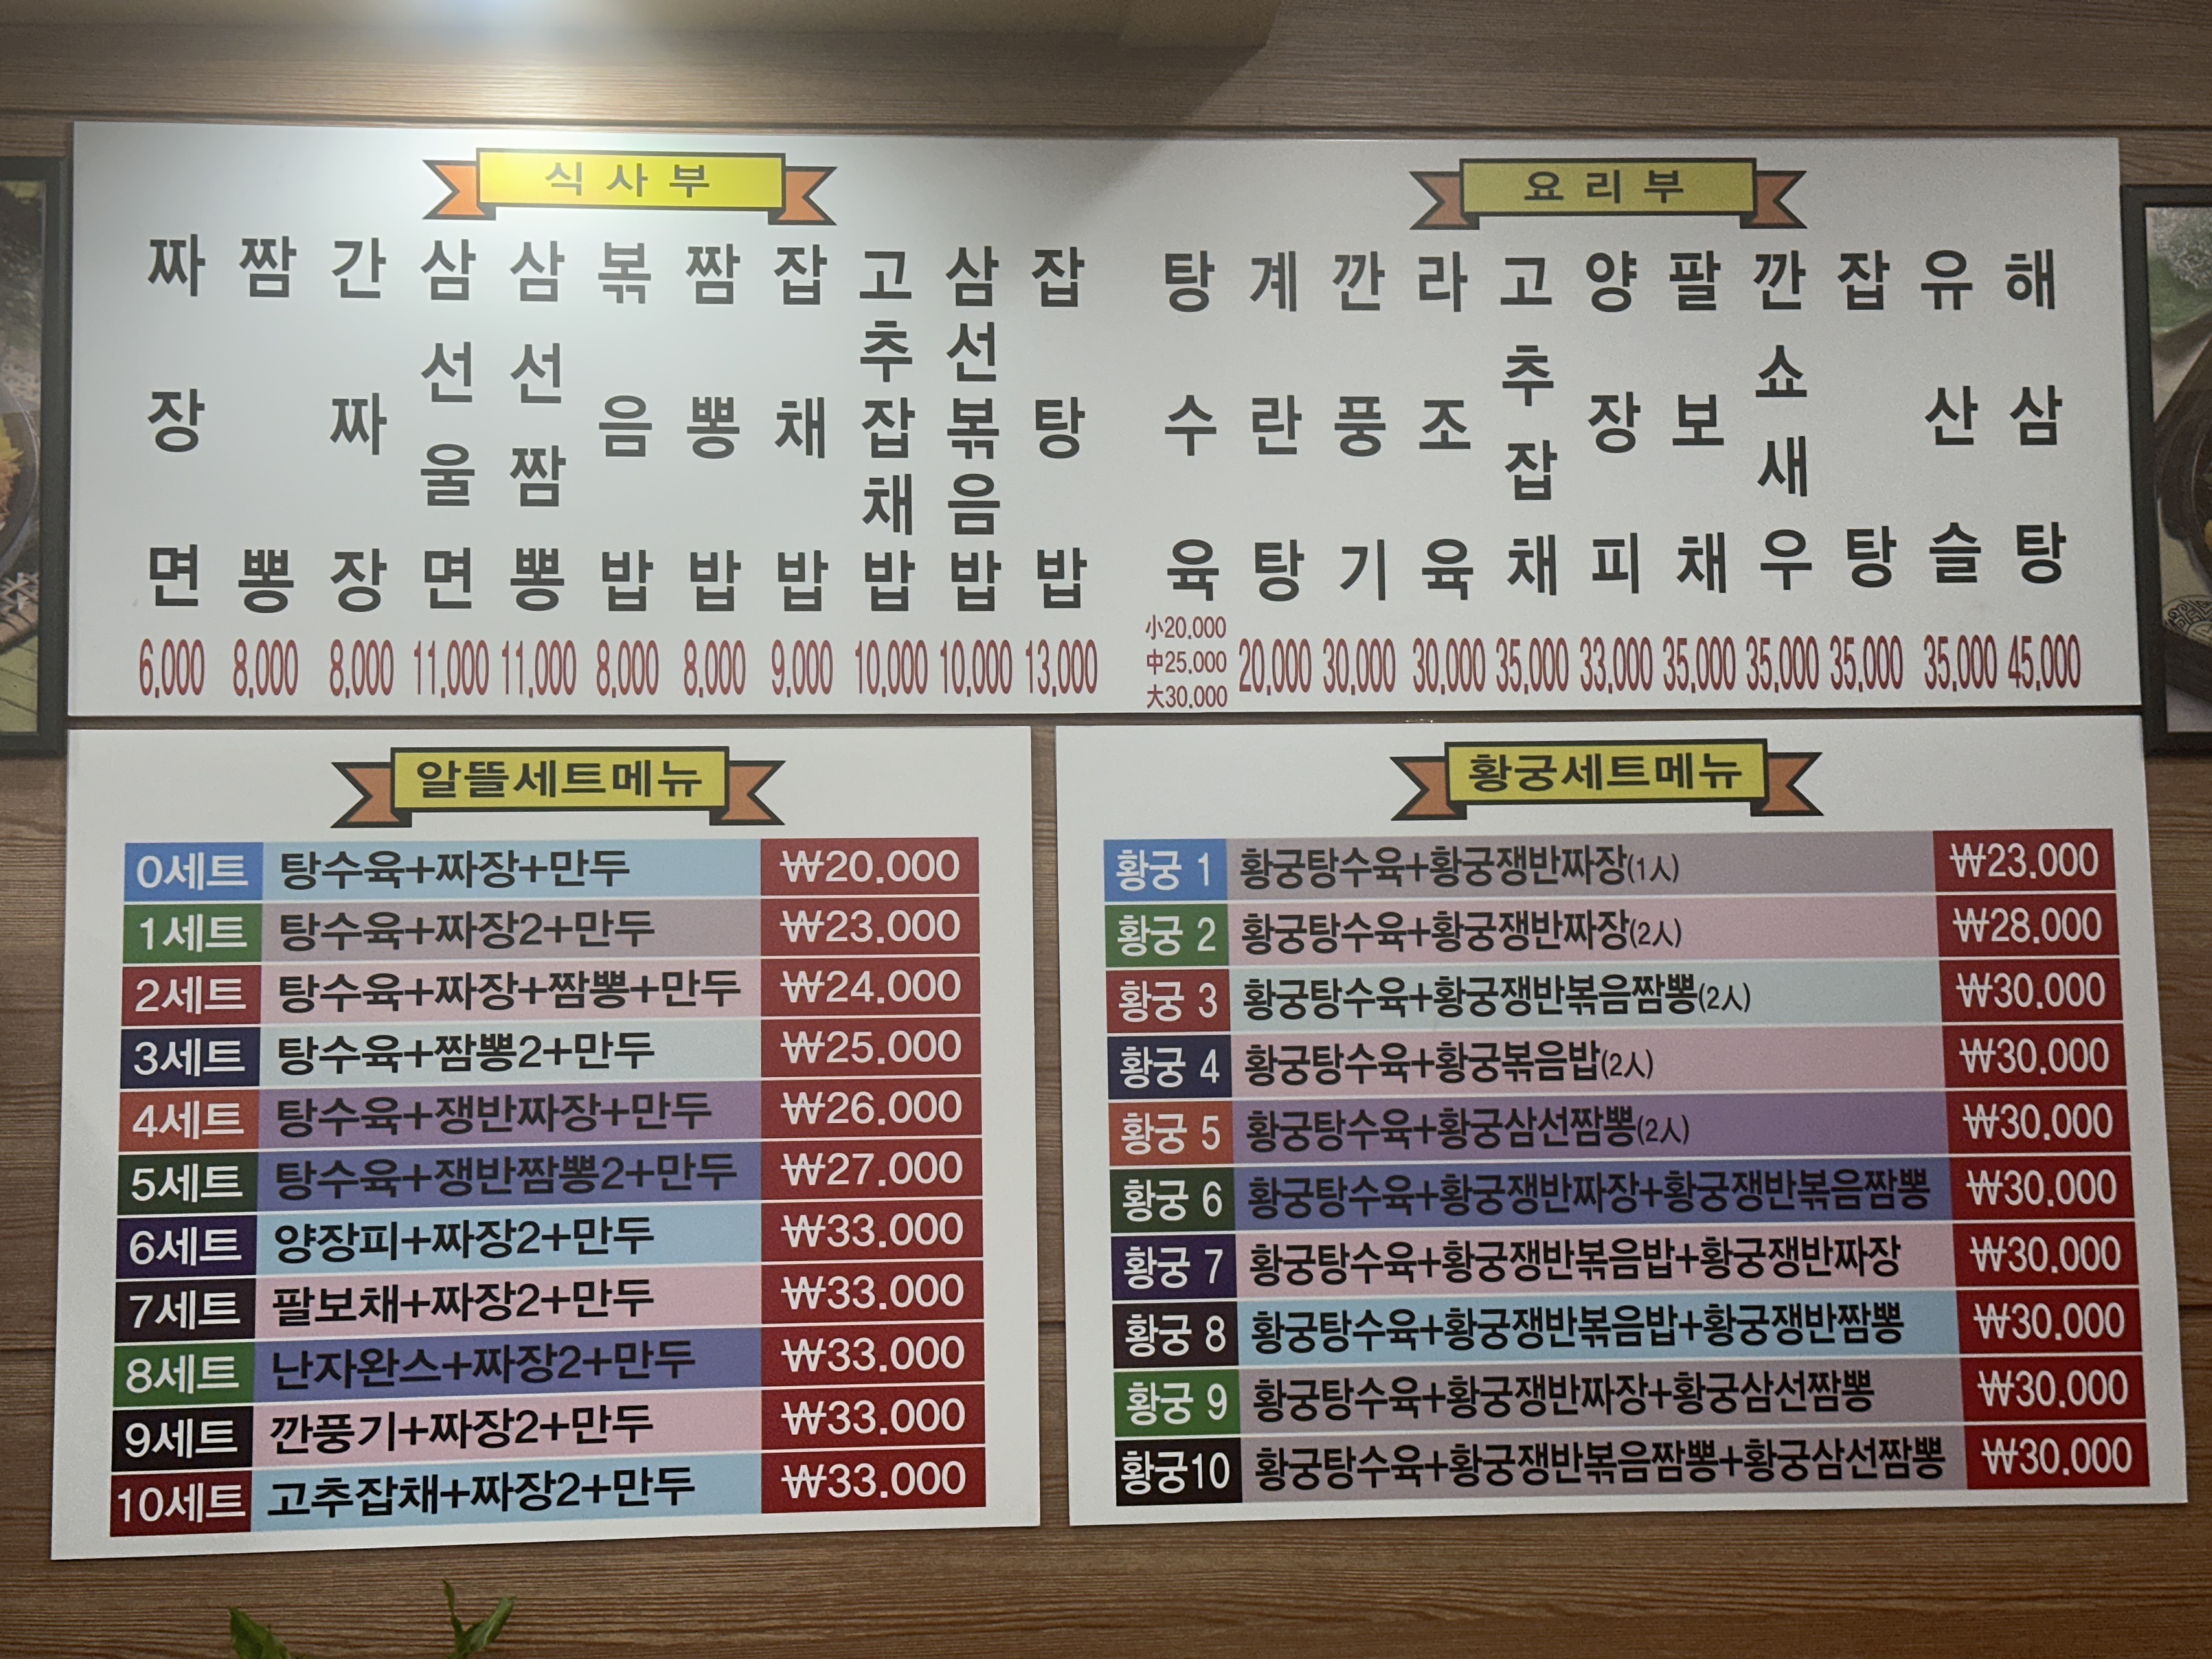 식사부
짜장면 6,000
짬뽕 8,000
간짜장 8,000
삼선울면 11,000
삼선짬뽕 11,000
볶음밥 8,000
짬뽕밥 8,000
잡채밥 9,000
고추잡채밥 10,000
삼선볶음밥 10,000
잡탕밥 13,000
요리부
탕수육 小20.000 中25.000 大30.000
계란탕 20,000
깐풍기 30,000
라조육 30,000
고추잡채 35,000
양장피 33,000
팔보채 35,000
깐쇼새우 35,000
잡탕 35,000
유산슬 35,000
해삼탕 45,000
알뜰세트메뉴
0세트 탕수육+짜장+만두 ₩20.000
1세트 탕수육+짜장2+만두 ₩23.000
2세트 탕수육+짜장+짬뽕+만두 ₩24.000
3세트 탕수육+짬뽕2+만두 ₩25.000
4세트 탕수육+쟁반짜장+만두 ₩26.000
5세트 탕수육+쟁반짬뽕2+만두 ₩27.000
6세트 양장피+짜장2+만두 ₩33.000
7세트 팔보채+짜장2+만두 ₩33.000
8세트 난자완스+짜장2+만두 ₩33.000
9세트 깐풍기+짜장2+만두 ₩33.000
10세트 고추잡채+짜장2+만두 ₩33.000
황궁세트메뉴
황궁 1 황궁탕수육+황궁쟁반짜장(1人) ₩23.000
황궁 2 황궁탕수육+황궁쟁반짜장(2人) ₩28.000
황궁 3 황궁탕수육+황궁쟁반볶음짬뽕(2人) ₩30.000
황궁 4 황궁탕수육+황궁볶음밥(2人) ₩30.000
황궁 5 황궁탕수육+황궁삼선짬뽕(2人) ₩30.000
황궁 6 황궁탕수육+황궁쟁반짜장+황궁쟁반볶음짬뽕 ₩30.000
황궁 7 황궁탕수육+황궁쟁반볶음밥+황궁쟁반짜장 ₩30.000
황궁 8 황궁탕수육+황궁쟁반볶음밥+황궁쟁반짬뽕 ₩30.000
황궁 9 황궁탕수육+황궁쟁반짜장+황궁삼선짬뽕 ₩30.000
황궁10 황궁탕수육+황궁쟁반볶음짬뽕+황궁삼선짬뽕 ₩30.000